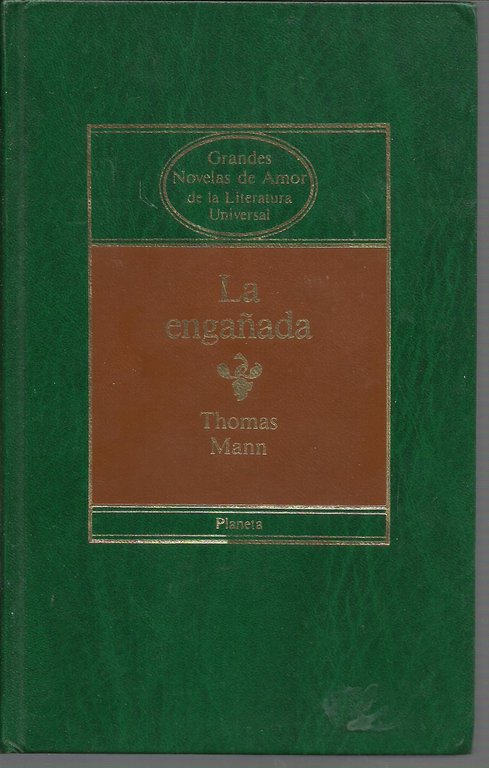 Grandes
Novelas de Amor
de la Literatura
Universal
La
engañada
Thomas
Mann
Planeta